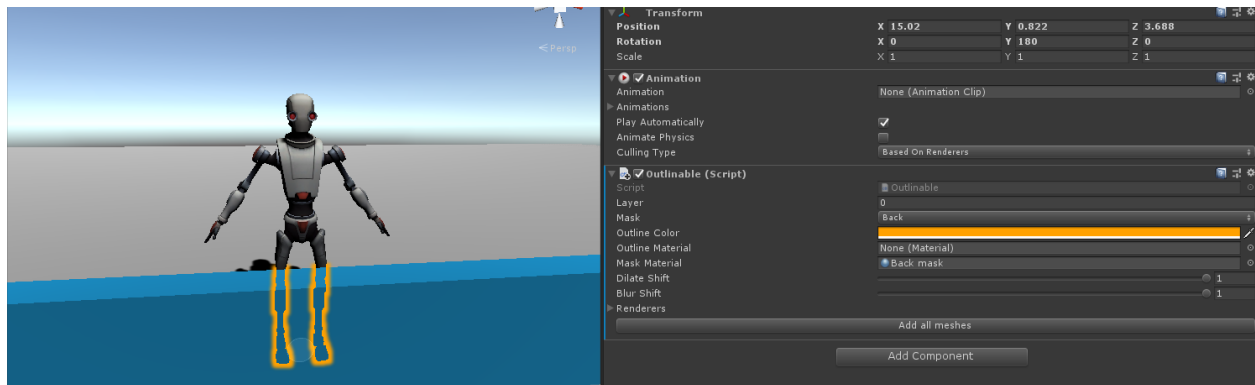 Persp
Transform
Position X 15.02 Y 0.822 Z 3.688
Rotation X 0 Y 180 Z 0
Scale X 1 Y 1 Z 1
Animation
Animation None (Animation Clip)
Animations
Play Automatically
Animate Physics
Culling Type Based On Renderers
Outlinable (Script)
Script Outlinable
Layer 0
Mask Back
Outline Color
Outline Material None (Material)
Mask Material Back mask
Dilate Shift 1
Blur Shift 1
Renderers
Add all meshes
Add Component